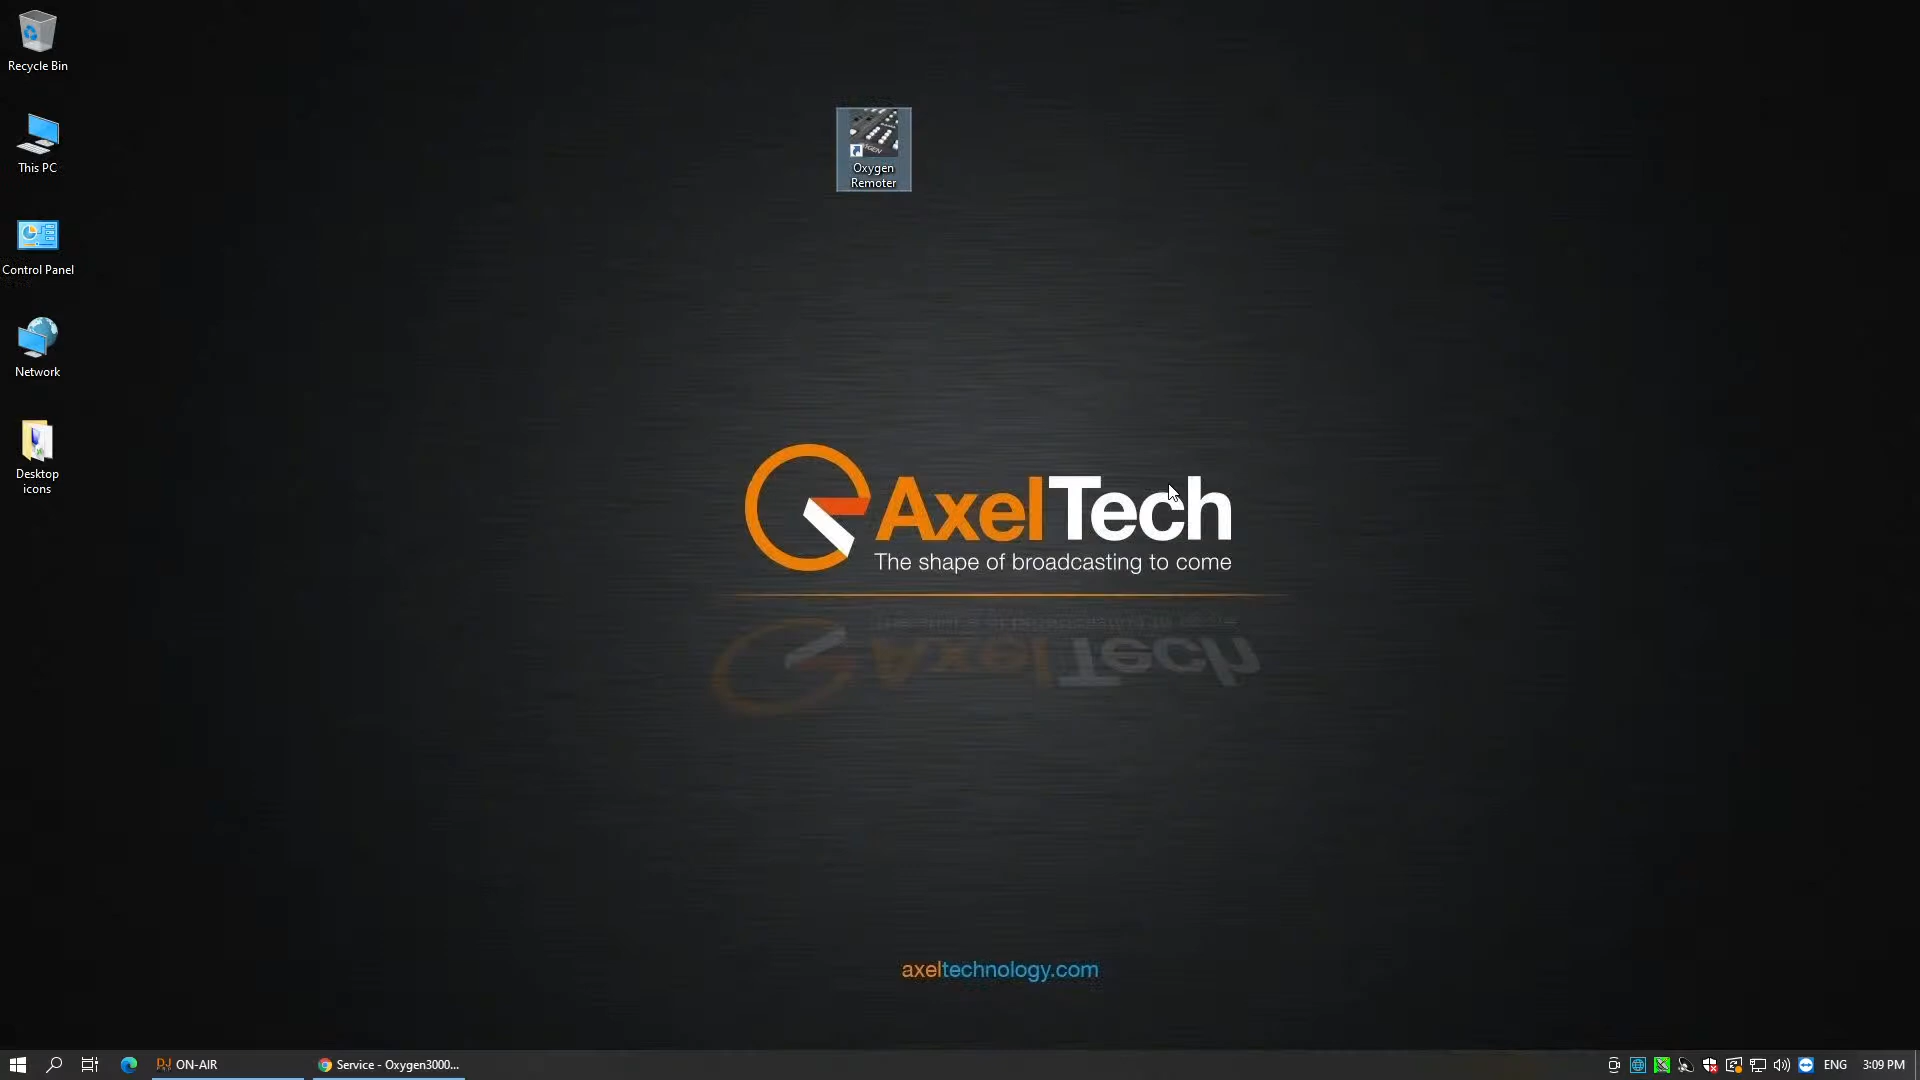 Recycle Bin
This PC
Control Panel
Network
Desktop
icons
Oxygen
Remoter
AxelTech
The shape of broadcasting to come
axeltechnology.com
ON-AIR
Service - Oxygen3000...
ENG
3:09 PM